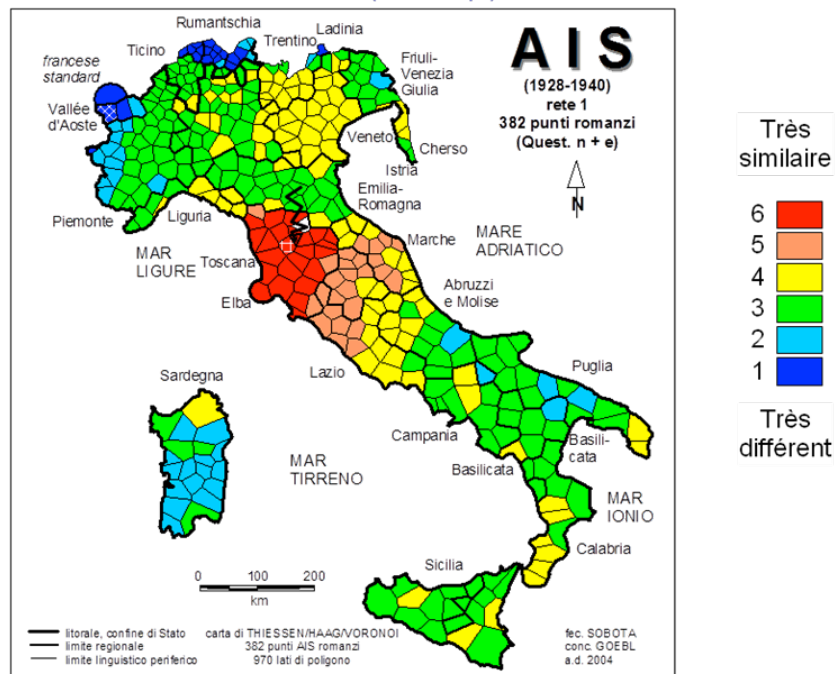 Rumantschia
Ladinia
Trentino
Ticino
francese
standard
Friuli-
Venezia
Giulia
Vallée
d'Aoste
Veneto
Cherso
Istria
Emilia-
Romagna
Piemonte
Liguria
MAR
LIGURE
Toscana
Marche
MARE
ADRIATICO
Elba
Abruzzi
e Molise
Lazio
Puglia
Sardegna
Campania
Basili-
cata
Basilicata
MAR
TIRRENO
MAR
IONIO
Calabria
Sicilia
AIS
(1928-1940)
rete 1
382 punti romanzi
(Quest. n + e)
N
0 100 200
km
litorale, confine di Stato
limite regionale
limite linguistico periferico
carta di THIESSEN/HAAG/VORONOI
382 punti AIS romanzi
970 lati di poligono
fec. SOBOTA
conc. GOEBL
a.d. 2004
Très
similaire
6
5
4
3
2
1
Très
différent